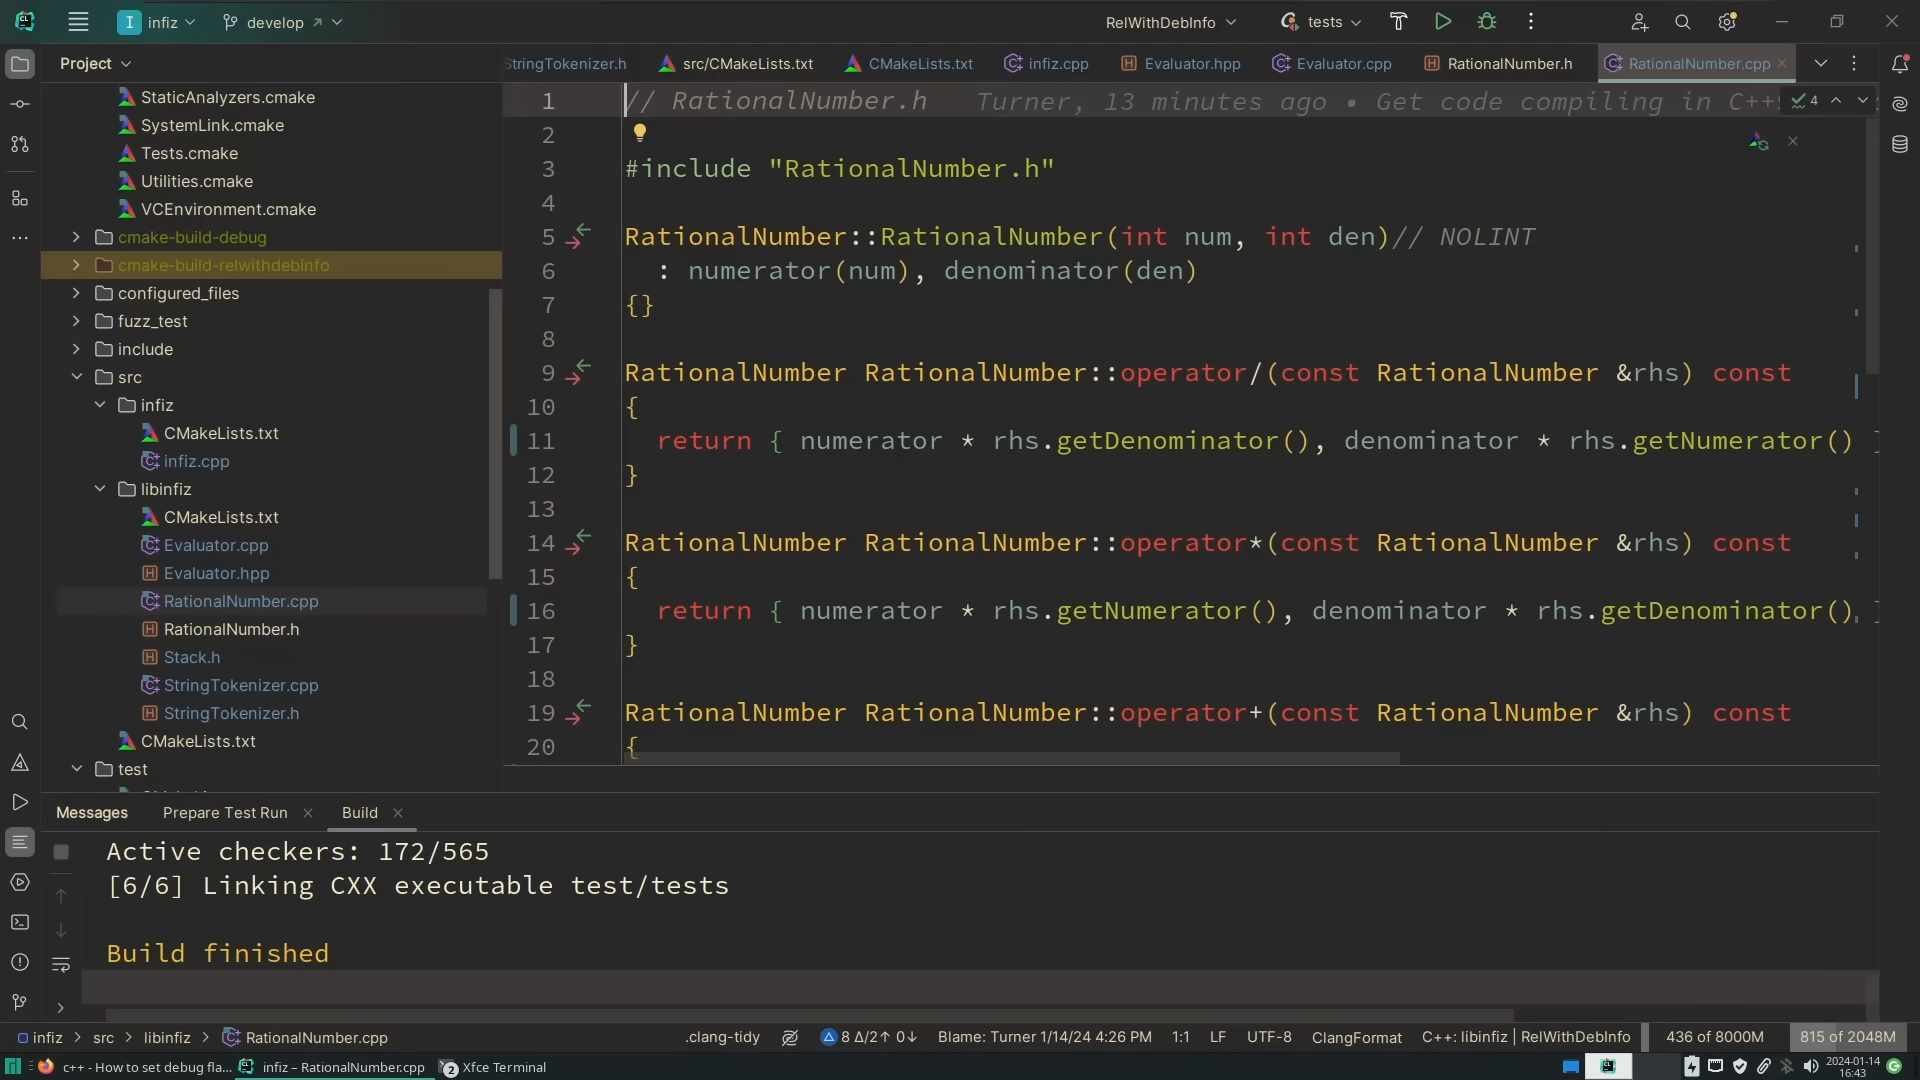 infiz
develop
RelWithDebInfo
tests
Project
StringTokenizer.h
src/CMakeLists.txt
CMakeLists.txt
infiz.cpp
Evaluator.hpp
Evaluator.cpp
RationalNumber.h
RationalNumber.cpp
StaticAnalyzers.cmake
SystemLink.cmake
Tests.cmake
Utilities.cmake
VCEnvironment.cmake
cmake-build-debug
cmake-build-relwithdebinfo
configured_files
fuzz_test
include
src
infiz
CMakeLists.txt
infiz.cpp
libinfiz
CMakeLists.txt
Evaluator.cpp
Evaluator.hpp
RationalNumber.cpp
RationalNumber.h
Stack.h
StringTokenizer.cpp
StringTokenizer.h
CMakeLists.txt
test
1 // RationalNumber.h Turner, 13 minutes ago • Get code compiling in C++
4
2
3 #include "RationalNumber.h"
4
5 RationalNumber::RationalNumber(int num, int den)// NOLINT
6 : numerator(num), denominator(den)
7 {}
8
9 RationalNumber RationalNumber::operator/(const RationalNumber &rhs) const
10 {
11 return { numerator * rhs.getDenominator(), denominator * rhs.getNumerator() }
12 }
13
14 RationalNumber RationalNumber::operator*(const RationalNumber &rhs) const
15 {
16 return { numerator * rhs.getNumerator(), denominator * rhs.getDenominator() }
17 }
18
19 RationalNumber RationalNumber::operator+(const RationalNumber &rhs) const
20 {
Messages
Prepare Test Run
Build
Active checkers: 172/565
[6/6] Linking CXX executable test/tests
Build finished
infiz > src > libinfiz > RationalNumber.cpp
.clang-tidy
8 Δ/2↑ 0↓
Blame: Turner 1/14/24 4:26 PM
1:1
LF
UTF-8
ClangFormat
C++: libinfiz | RelWithDebInfo
436 of 8000M
815 of 2048M
c++ - How to set debug fla...
infiz – RationalNumber.cpp
2 Xfce Terminal
2024-01-14
16:43